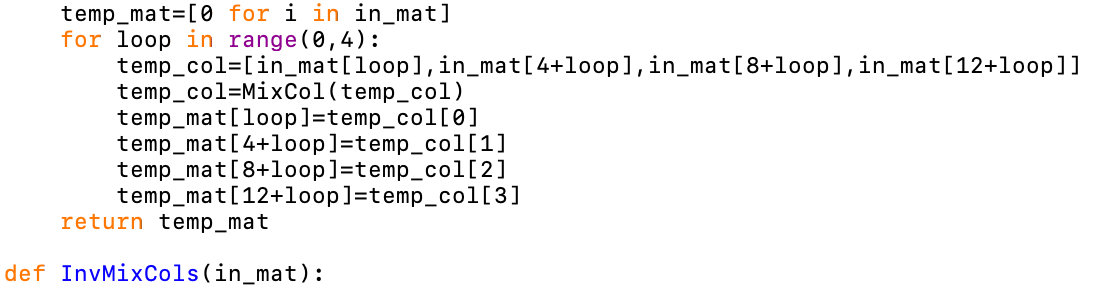 temp_mat=[0 for i in in_mat]
for loop in range(0,4):
temp_col=[in_mat[loop],in_mat[4+loop],in_mat[8+loop],in_mat[12+loop]]
temp_col=MixCol(temp_col)
temp_mat[loop]=temp_col[0]
temp_mat[4+loop]=temp_col[1]
temp_mat[8+loop]=temp_col[2]
temp_mat[12+loop]=temp_col[3]
return temp_mat
def InvMixCols(in_mat):